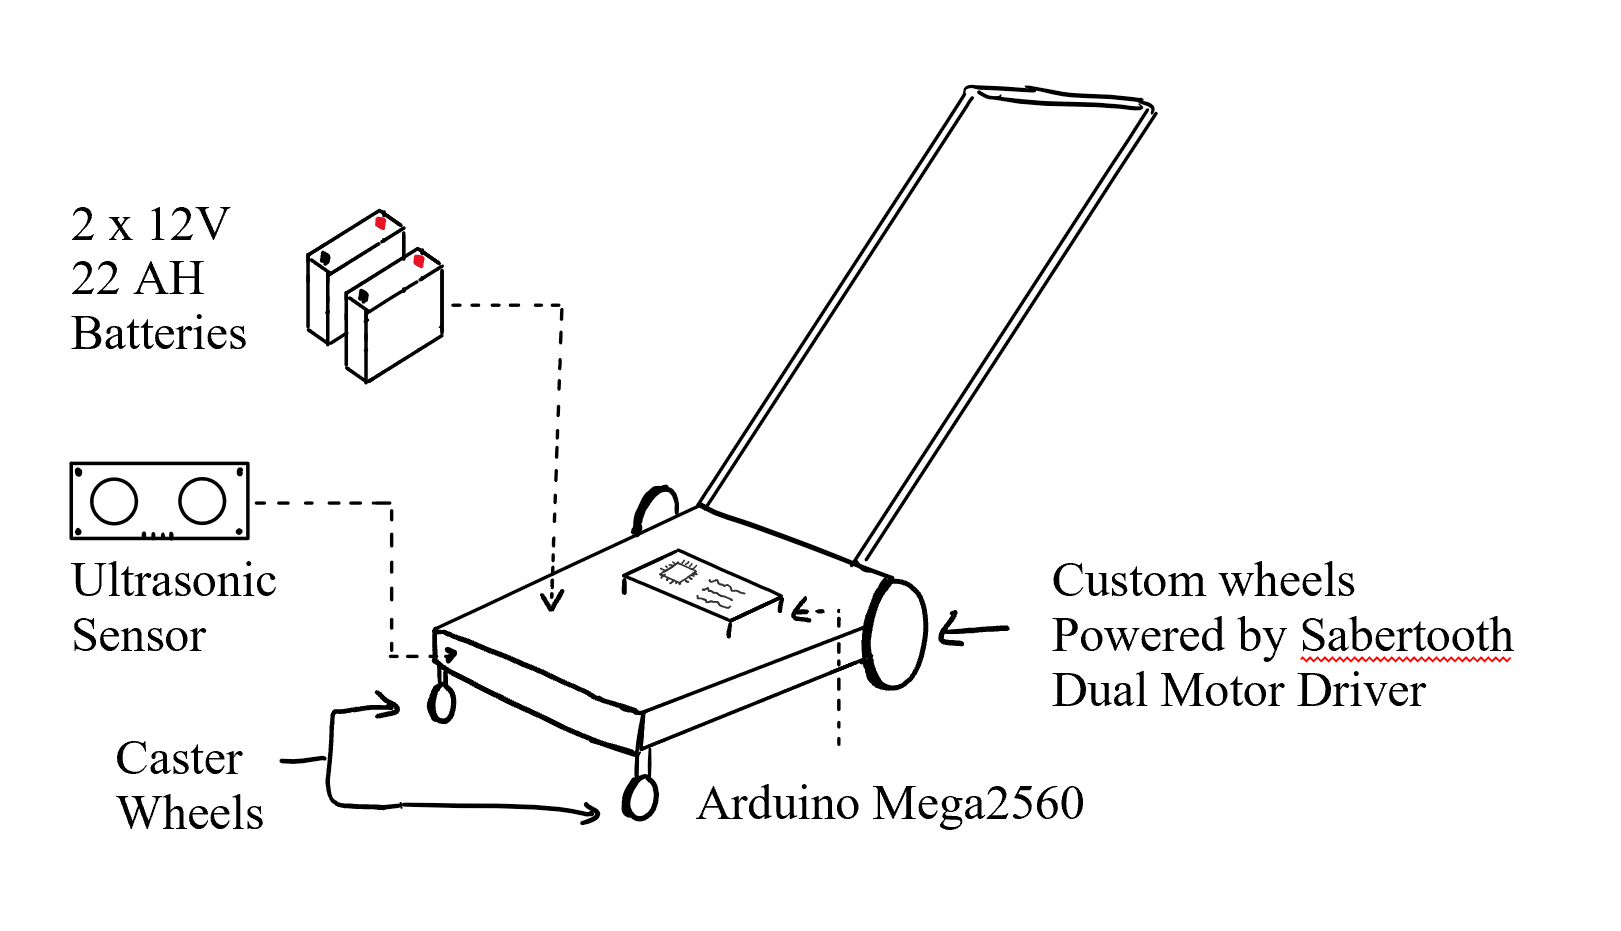 2 x 12V
22 AH
Batteries
Ultrasonic
Sensor
Caster
Wheels
Custom wheels
Powered by Sabertooth
Dual Motor Driver
Arduino Mega2560